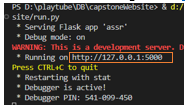 PS D:\playtube\DB\capstoneWebsite> & d:/
site/run.py
* Serving Flask app 'assr'
* Debug mode: on
WARNING: This is a development server. D
* Running on http://127.0.0.1:5000
Press CTRL+C to quit
* Restarting with stat
* Debugger is active!
* Debugger PIN: 541-099-450